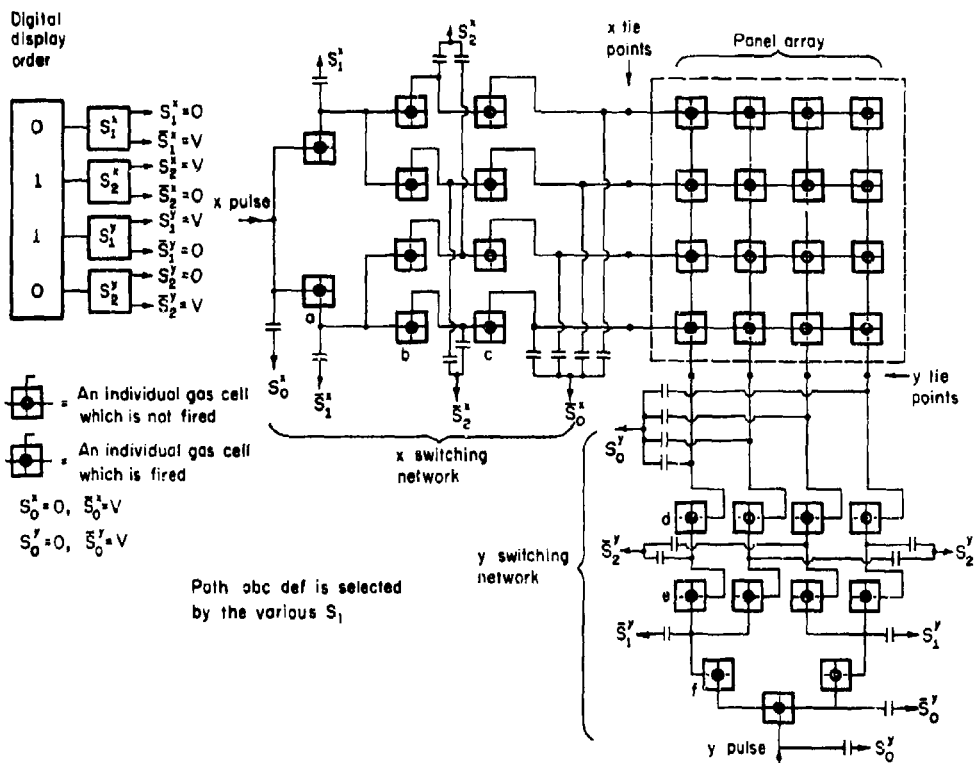 Digital
display
order
0
1
1
0
S₁ˣ
S₂ˣ
S₁ʸ
S₂ʸ
S₁ˣ=0
S̄₁ˣ=V
S₂ˣ=V
S̄₂ˣ=0
S₁ʸ=V
S̄₁ʸ=0
S₂ʸ=0
S̄₂ʸ=V
x pulse
S₁ˣ
S₂ˣ
x tie
points
Panel array
a
b
c
S₀ˣ
S̄₁ˣ
S̄₂ˣ
S̄₀ˣ
x switching
network
y tie
points
= An individual gas cell
which is not fired
= An individual gas cell
which is fired
S₀ˣ=0, S̄₀ˣ=V
S₀ʸ=0, S̄₀ʸ=V
Path abc def is selected
by the various S₁
y switching
network
S₀ʸ
d
S̄₂ʸ
S₂ʸ
e
S̄₁ʸ
S₁ʸ
f
S̄₀ʸ
y pulse
S₀ʸ